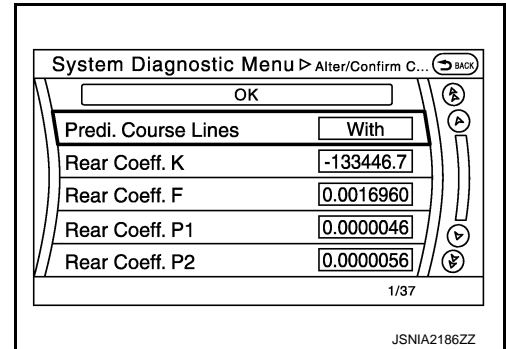 System Diagnostic Menu ▷ Alter/Confirm C... BACK
OK
Predi. Course Lines With
Rear Coeff. K -133446.7
Rear Coeff. F 0.0016960
Rear Coeff. P1 0.0000046
Rear Coeff. P2 0.0000056
1/37
JSNIA2186ZZ